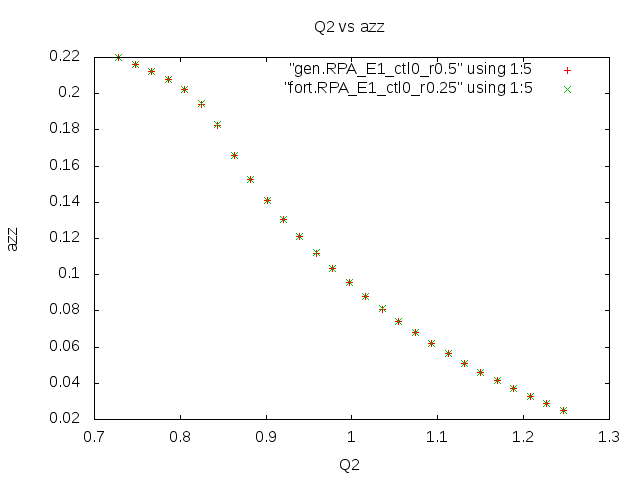 Q2 vs azz
"gen.RPA_E1_ctl0_r0.5" using 1:5
"fort.RPA_E1_ctl0_r0.25" using 1:5
0.22
0.2
0.18
0.16
0.14
0.12
0.1
0.08
0.06
0.04
0.02
azz
0.7 0.8 0.9 1 1.1 1.2 1.3
Q2